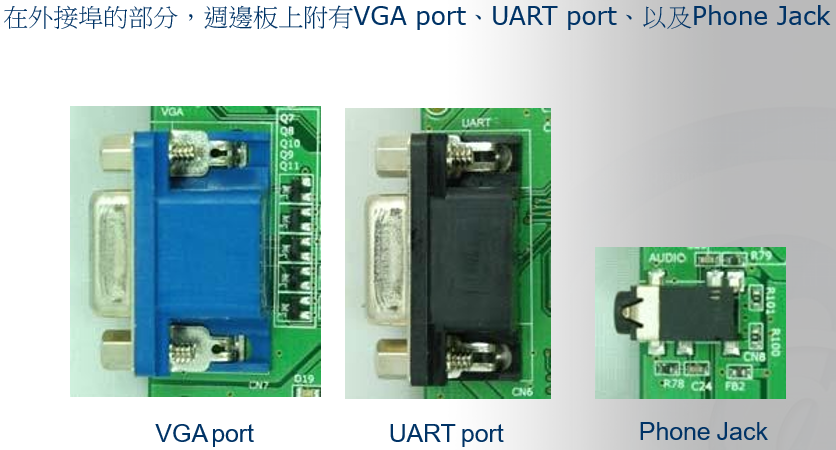 在外接埠的部分，週邊板上附有VGA port、UART port、以及Phone Jack
VGA
Q7
Q8
Q10
Q9
Q11
CN7
D19
UART
CN6
AUDIO
R79
R101
R100
CN8
R78
C24
FB2
VGA port
UART port
Phone Jack